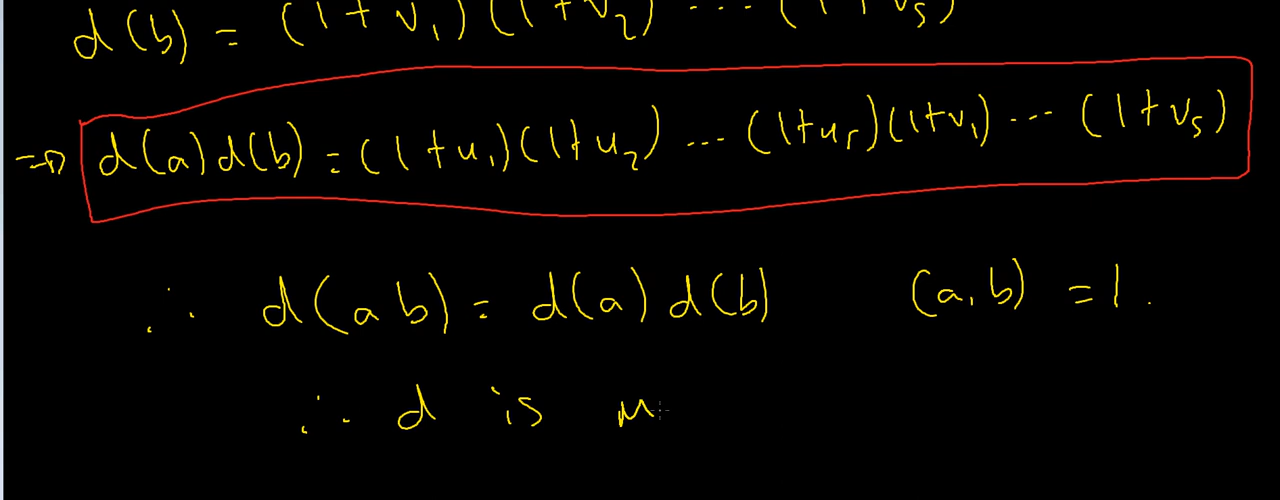 d(b) = (1+v₁)(1+v₂) ... (1+vₛ)
⇒ d(a)d(b) = (1+u₁)(1+u₂) ... (1+uᵣ)(1+v₁) ... (1+vₛ)
∴ d(ab) = d(a) d(b) (a,b) = 1.
∴ d is m